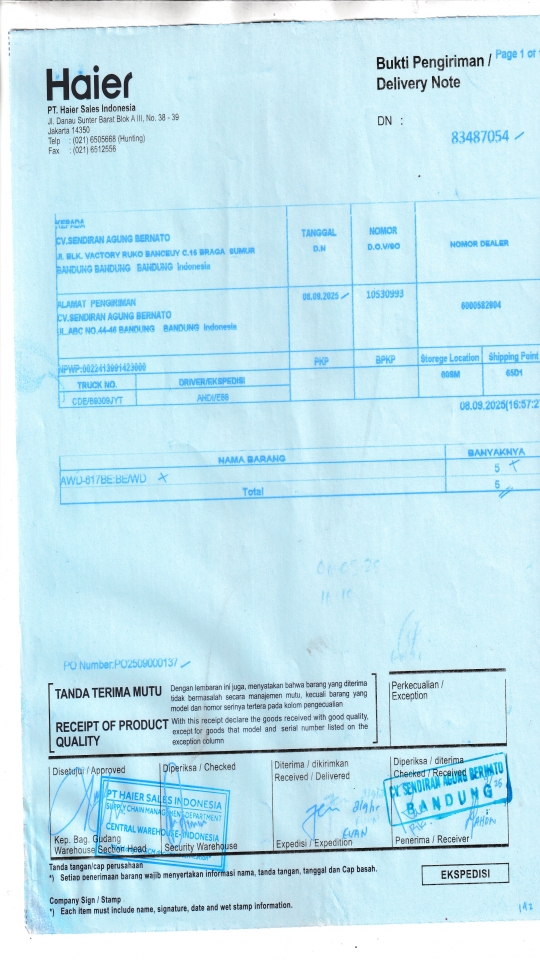 Haier
PT. Haier Sales Indonesia
Jl. Danau Sunter Barat Blok A III, No. 38 - 39
Jakarta 14350
Telp : (021) 6505668 (Hunting)
Fax : (021) 6512556
Bukti Pengiriman / Page 1 of
Delivery Note
DN :
83487054
KEPADA
CV.SENDIRAN AGUNG BERNATO
JL. BLK. VACTORY RUKO BANCEUY C.15 BRAGA SUMUR
BANDUNG BANDUNG BANDUNG Indonesia
TANGGAL
D.N
NOMOR
D.O.V/SO
NOMOR DEALER
ALAMAT PENGIRIMAN
CV.SENDIRAN AGUNG BERNATO
JL.ABC NO.44-46 BANDUNG BANDUNG Indonesia
08.09.2025
10530993
6000582904
NPWP:0022413991423000
PKP
BPKP
Storege Location
Shipping Point
TRUCK NO.
DRIVER/EKSPEDISI
65D1
CDE/B9309JYT
08.09.2025(16:57:2
NAMA BARANG
BANYAKNYA
AWD-617BE:BE/WD
5
Total
PO Number:PO2509000137
TANDA TERIMA MUTU
Dengan lembaran ini juga, menyatakan bahwa barang yang diterima
tidak bermasalah secara manajemen mutu, kecuali barang yang
model dan nomor serinya tertera pada kolom pengecualian
RECEIPT OF PRODUCT
QUALITY
With this receipt declare the goods received with good quality,
except for goods that model and serial number listed on the
exception column
Perkecualian /
Exception
Disetujui / Approved
Diperiksa / Checked
Diterima / dikirimkan
Received / Delivered
Diperiksa / diterima
Checked / Received
PT HAIER SALES INDONESIA
SUPPLY CHAIN MANAGEMENT DEPARTMENT
CENTRAL WAREHOUSE-INDONESIA
CV. SENDIRAN AGUNG BERNATO
BANDUNG
EVAN
Kep. Bag. Gudang
Warehouse Section Head
Security Warehouse
Expedisi / Expedition
Penerima / Receiver
Tanda tangan/cap perusahaan
*) Setiap penerimaan barang wajib menyertakan informasi nama, tanda tangan, tanggal dan Cap basah.
EKSPEDISI
Company Sign / Stamp
*) Each item must include name, signature, date and wet stamp information.